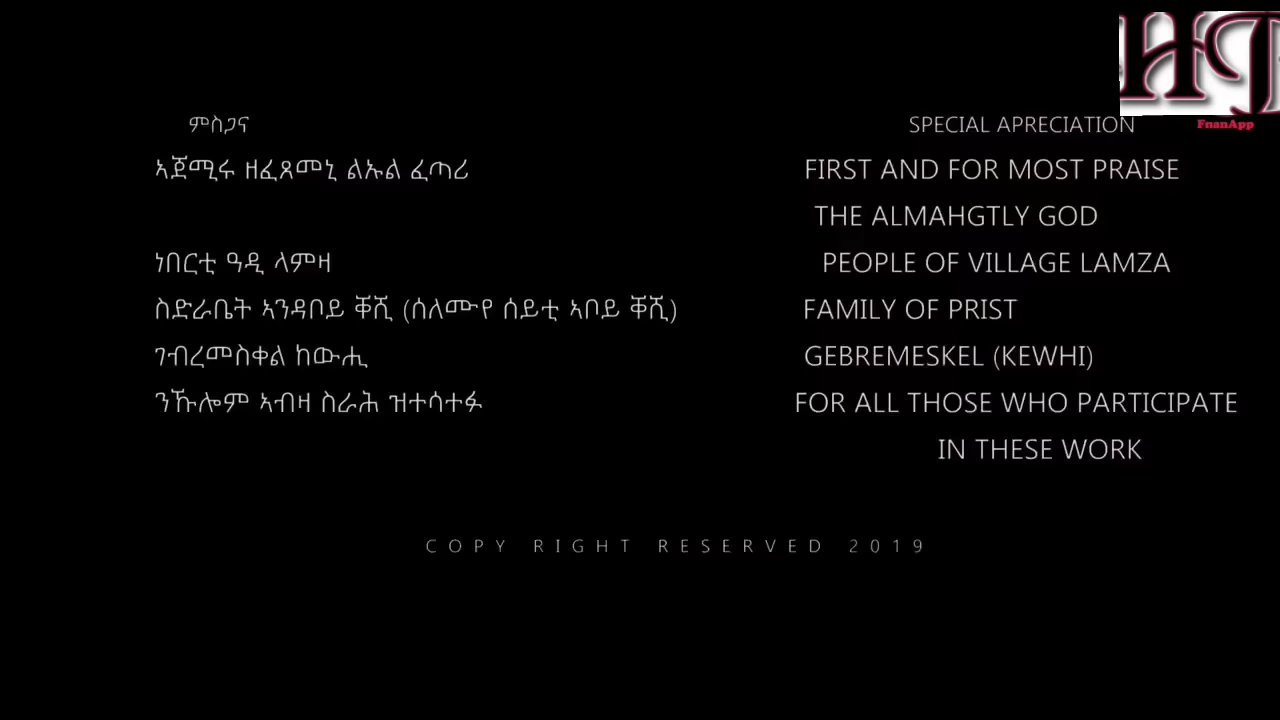 HT
FnanApp
ምስጋና SPECIAL APRECIATION
ኣጀሚሩ ዘፈጸመኒ ልኡል ፈጣሪ FIRST AND FOR MOST PRAISE
THE ALMAHGTLY GOD
ነበርቲ ዓዲ ላምዛ PEOPLE OF VILLAGE LAMZA
ስድራቤት ኣንዳቦይ ቐሺ (ሰለሙየ ሰይቲ ኣቦይ ቐሺ) FAMILY OF PRIST
ገብረመስቀል ከውሒ GEBREMESKEL (KEWHI)
ንኹሎም ኣብዛ ስራሕ ዝተሳተፉ FOR ALL THOSE WHO PARTICIPATE
IN THESE WORK
COPY RIGHT RESERVED 2019